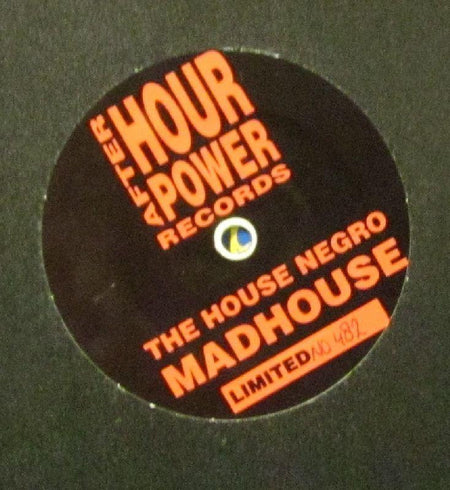 AFTER
HOUR
POWER
RECORDS
THE HOUSE NEGRO
MADHOUSE
LIMITED NO 482